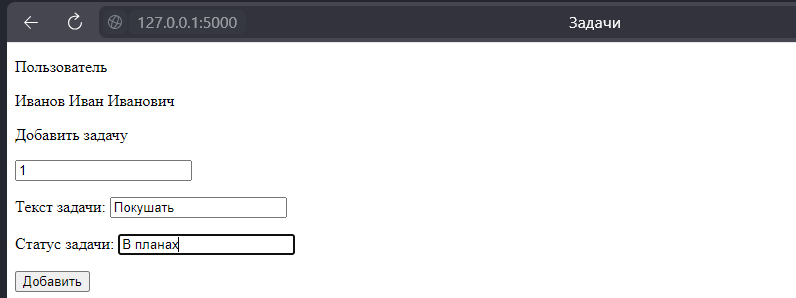 127.0.0.1:5000 Задачи
Пользователь
Иванов Иван Иванович
Добавить задачу
1
Текст задачи: Покушать
Статус задачи: В планах
Добавить